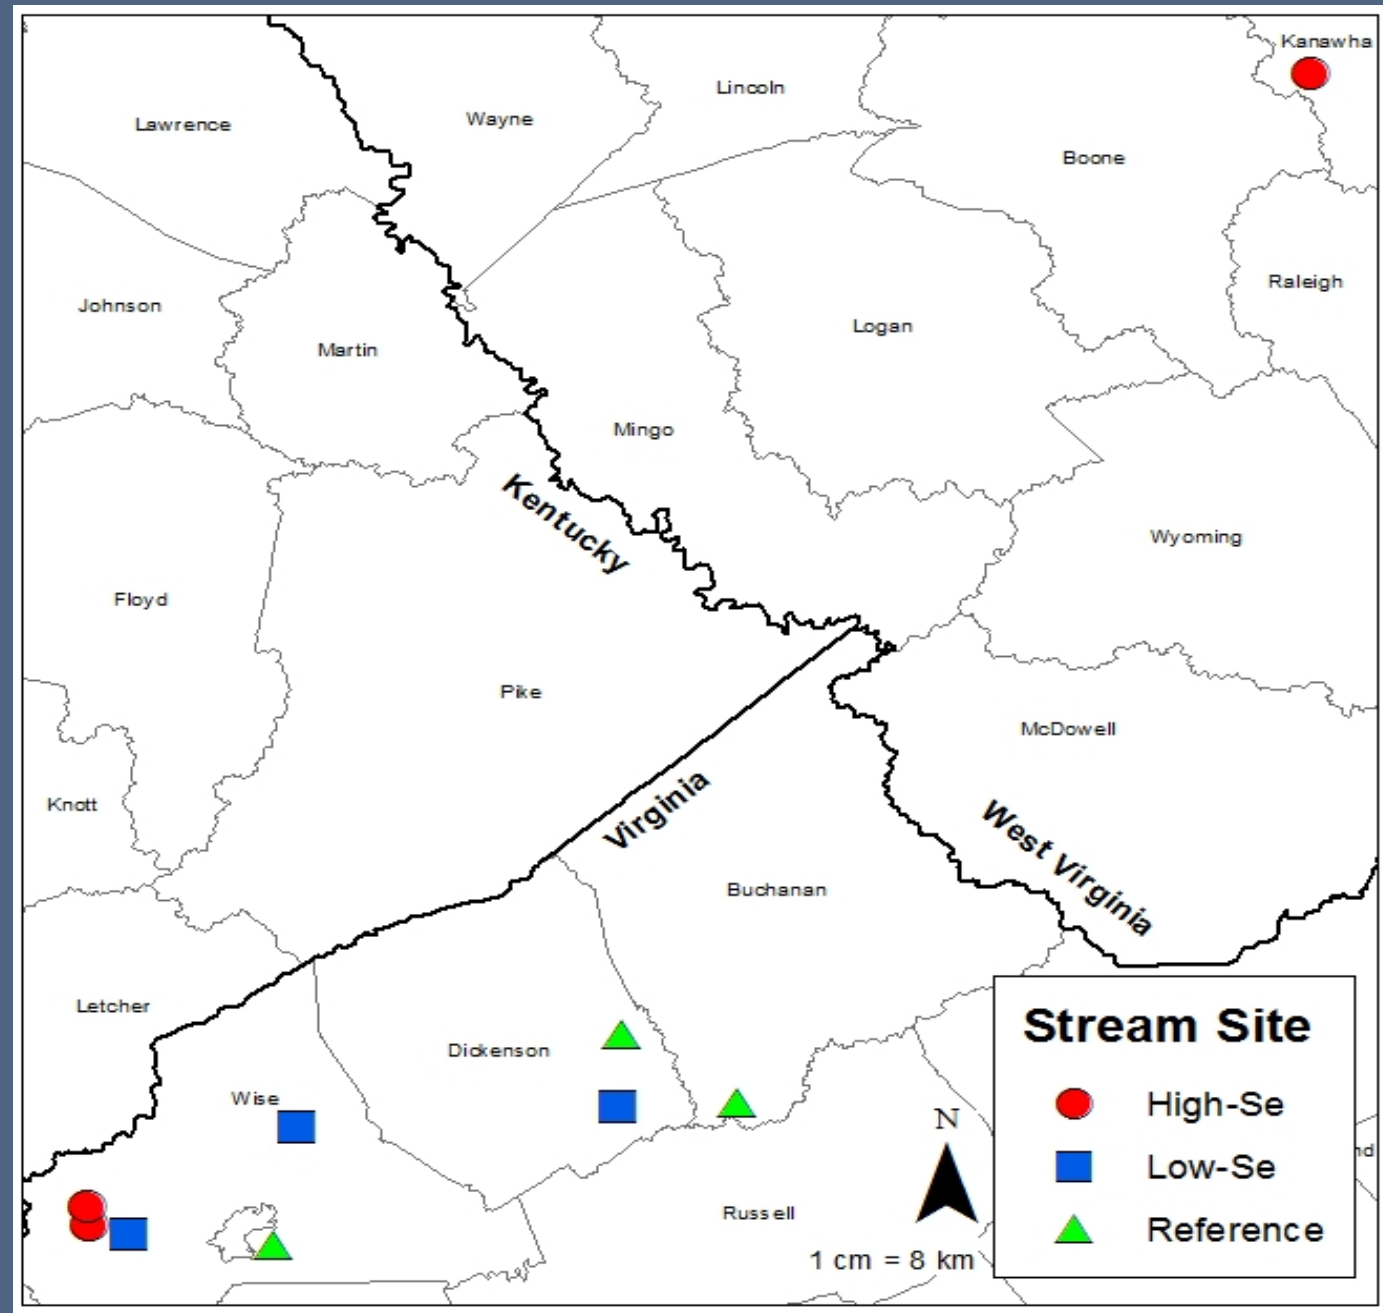 Kanawha
Lincoln
Wayne
Lawrence
Boone
Raleigh
Johnson
Logan
Martin
Mingo
Kentucky
Wyoming
Floyd
Pike
McDowell
Virginia
Knott
West Virginia
Buchanan
Letcher
Dickenson
Wise
Russell
N
1 cm = 8 km
Stream Site
High-Se
Low-Se
Reference
nd